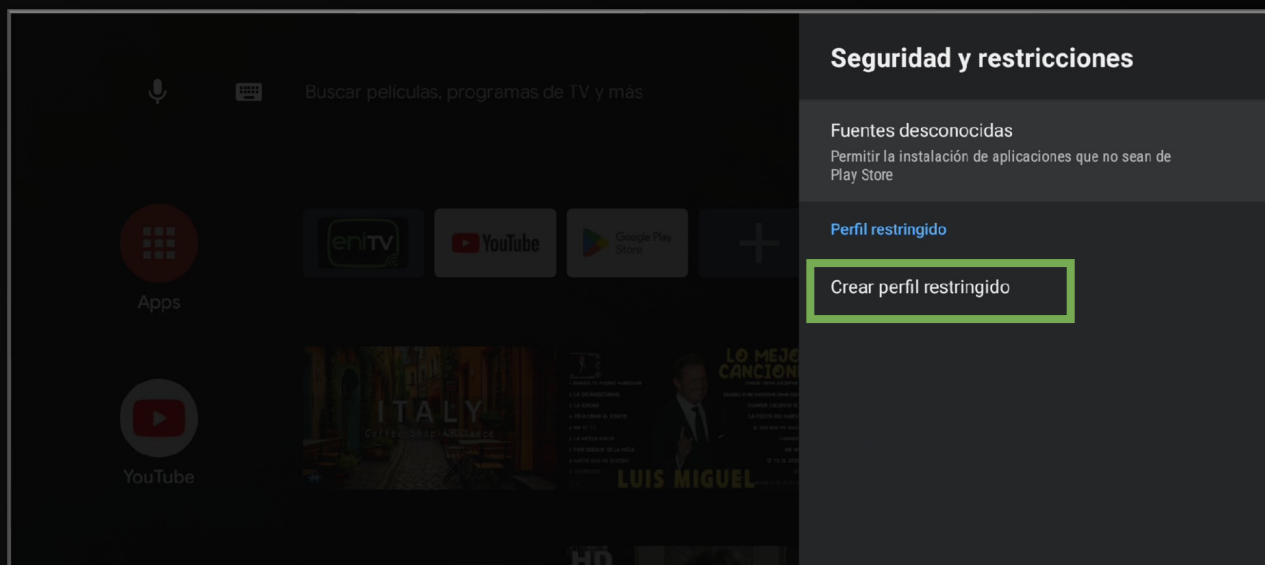 Seguridad y restricciones
Buscar películas, programas de TV y más
Fuentes desconocidas
Permitir la instalación de aplicaciones que no sean de
Play Store
eniTV
YouTube
Google Play
Store
Perfil restringido
Crear perfil restringido
Apps
ITALY
LO MEJO
CANCION
LUIS MIGUEL
YouTube
HD